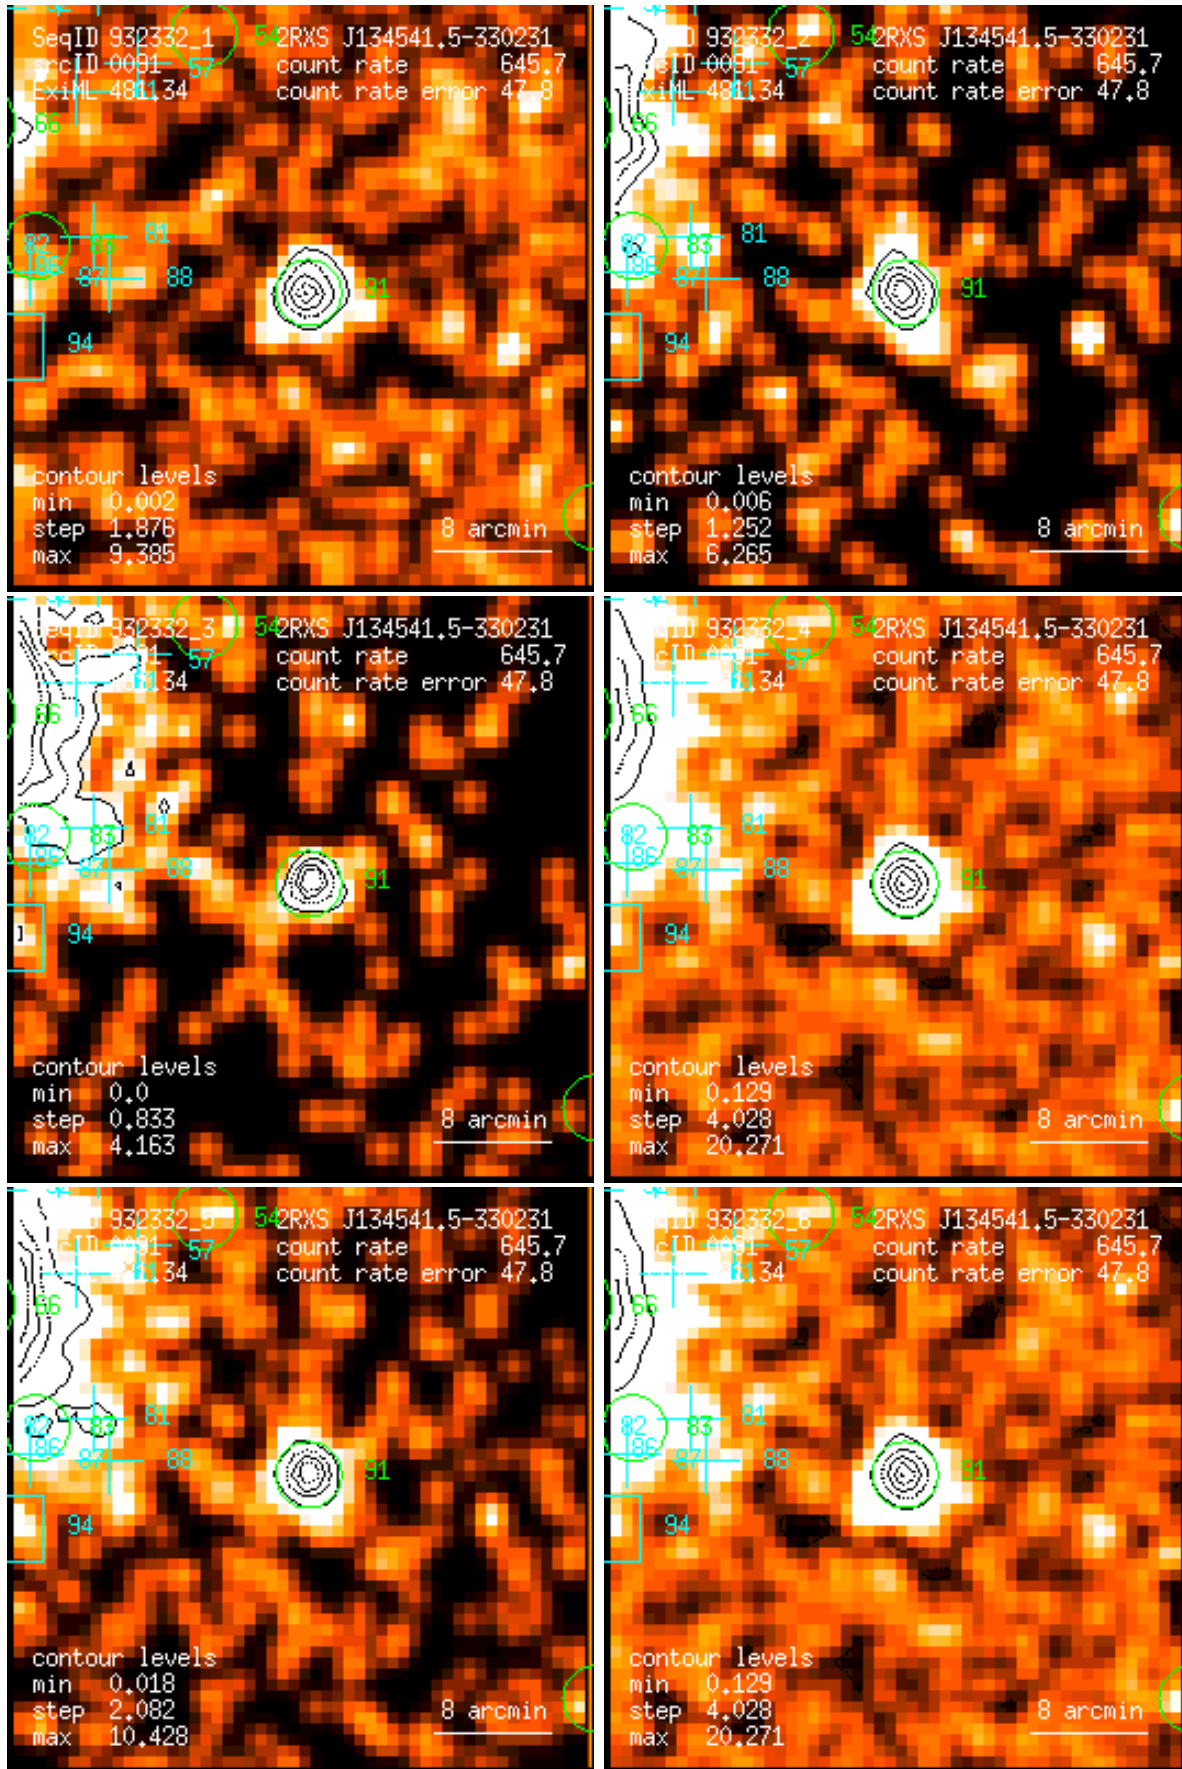 SeqID 932332_1 54 2RXS J134541.5-330231
srcID 0091 57 count rate 645.7
ExiML 481.34 count rate error 47.8
66
82 83 81
86 87 88
91
94
contour levels
min 0.002
step 1.876 8 arcmin
max 9.385
932332_2 54 2RXS J134541.5-330231
57 count rate 645.7
ExiML 481.34 count rate error 47.8
66
82 83 81
86 87 88
91
94
contour levels
min 0.006
step 1.252 8 arcmin
max 6.265
SeqID 932332_3 54 2RXS J134541.5-330231
57 count rate 645.7
count rate error 47.8
66
82 83 81
86 87 88
91
94
contour levels
min 0.0
step 0.833 8 arcmin
max 4.163
932332_4 54 2RXS J134541.5-330231
57 count rate 645.7
count rate error 47.8
66
82 83 81
86 87 88
91
94
contour levels
min 0.129
step 4.028 8 arcmin
max 20.271
932332_5 54 2RXS J134541.5-330231
57 count rate 645.7
count rate error 47.8
66
82 83 81
86 87 88
91
94
contour levels
min 0.018
step 2.082 8 arcmin
max 10.428
932332_6 54 2RXS J134541.5-330231
57 count rate 645.7
count rate error 47.8
66
82 83 81
86 87 88
91
94
contour levels
min 0.129
step 4.028 8 arcmin
max 20.271